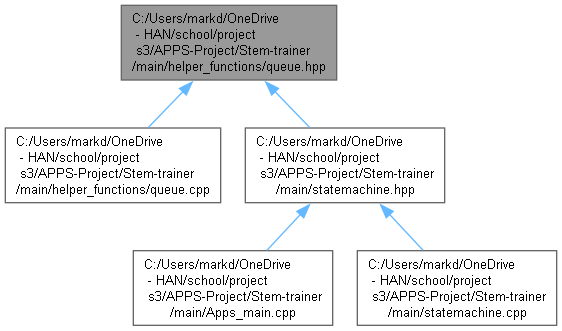 C:/Users/markd/OneDrive
- HAN/school/project
s3/APPS-Project/Stem-trainer
/main/helper_functions/queue.hpp
C:/Users/markd/OneDrive
- HAN/school/project
s3/APPS-Project/Stem-trainer
/main/helper_functions/queue.cpp
C:/Users/markd/OneDrive
- HAN/school/project
s3/APPS-Project/Stem-trainer
/main/statemachine.hpp
C:/Users/markd/OneDrive
- HAN/school/project
s3/APPS-Project/Stem-trainer
/main/Apps_main.cpp
C:/Users/markd/OneDrive
- HAN/school/project
s3/APPS-Project/Stem-trainer
/main/statemachine.cpp